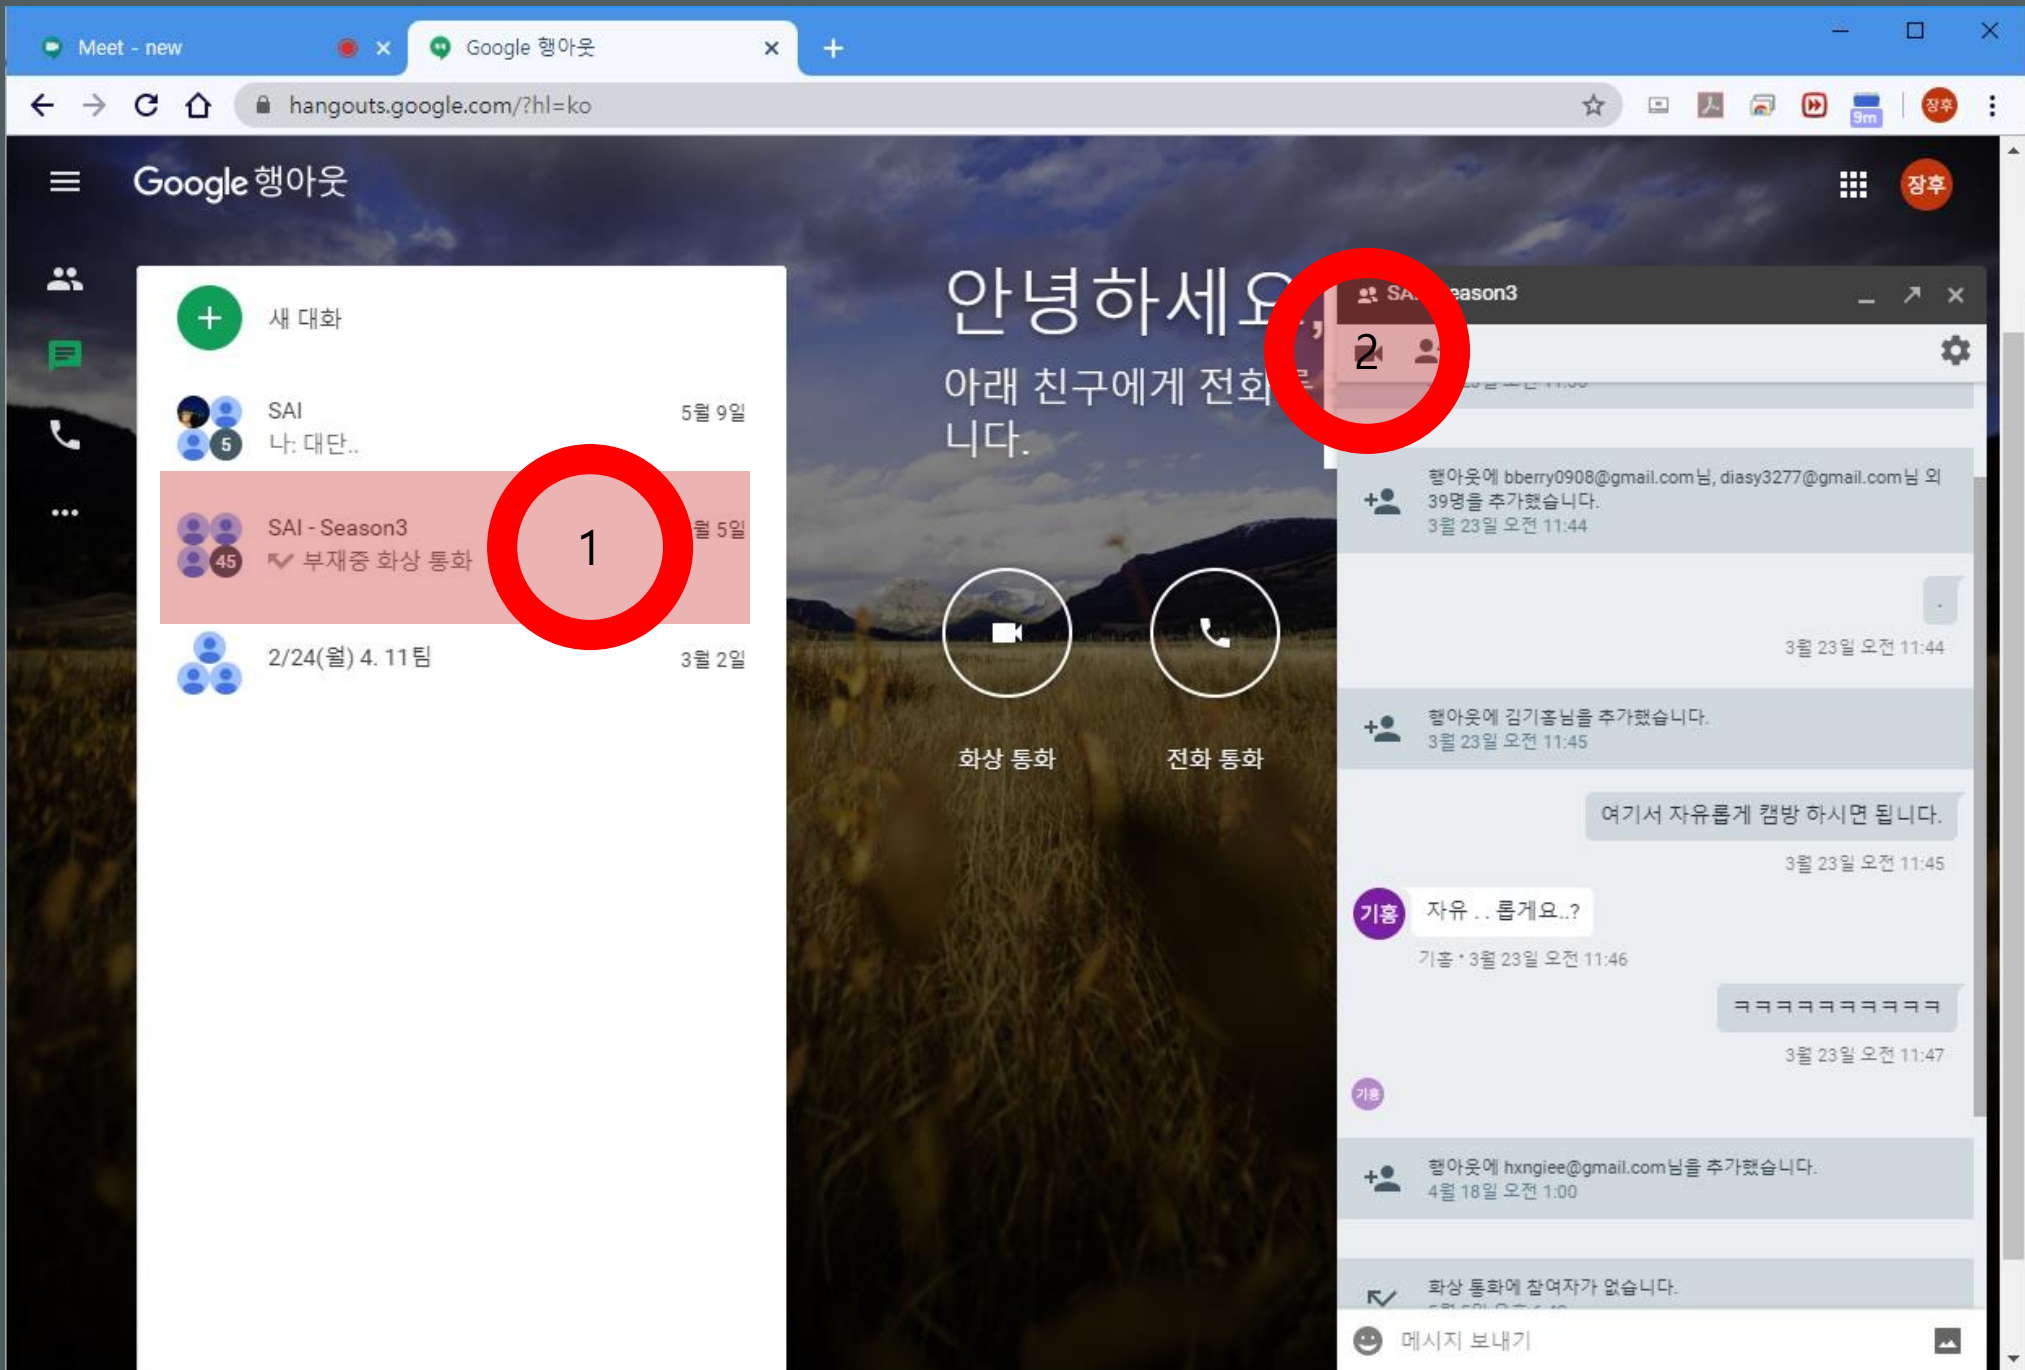 Meet - new
Google 행아웃
hangouts.google.com/?hl=ko
9m
장후
Google 행아웃
장후
새 대화
SAI
5월 9일
나: 대단..
5
SAI - Season3
월 5일
부재중 화상 통화
45
1
2/24(월) 4. 11팀
3월 2일
안녕하세요,
아래 친구에게 전화
니다.
화상 통화
전화 통화
SA
eason3
2
행아웃에 bberry0908@gmail.com님, diasy3277@gmail.com님 외
39명을 추가했습니다.
3월 23일 오전 11:44
.
3월 23일 오전 11:44
행아웃에 김기홍님을 추가했습니다.
3월 23일 오전 11:45
여기서 자유롭게 캠방 하시면 됩니다.
3월 23일 오전 11:45
기홍
자유 . . 롭게요..?
기홍 • 3월 23일 오전 11:46
ㅋㅋㅋㅋㅋㅋㅋㅋㅋㅋ
3월 23일 오전 11:47
기홍
행아웃에 hxngiee@gmail.com님을 추가했습니다.
4월 18일 오전 1:00
화상 통화에 참여자가 없습니다.
메시지 보내기